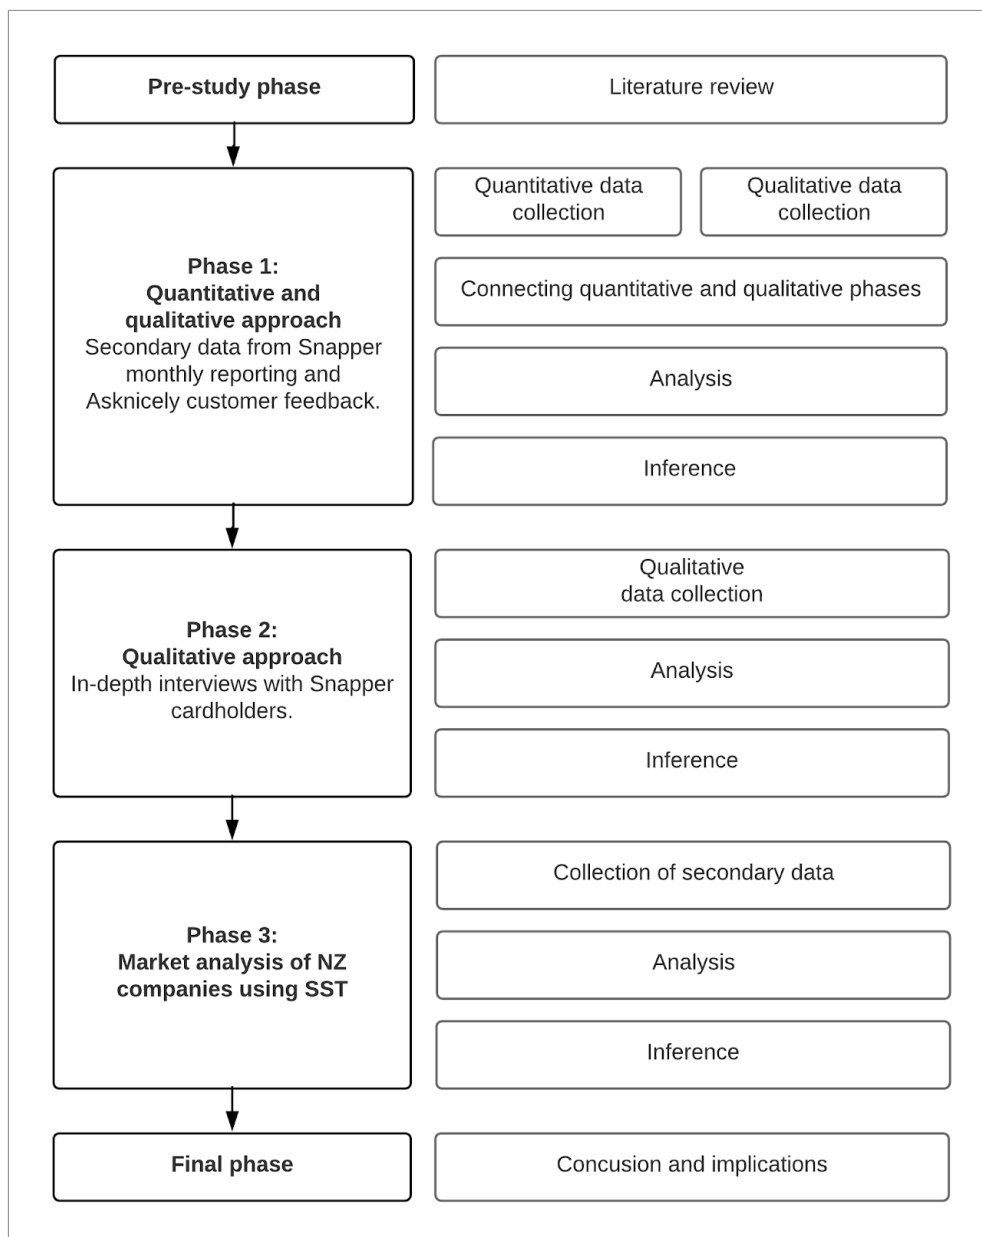 Pre-study phase
Literature review
Phase 1:
Quantitative and
qualitative approach
Secondary data from Snapper
monthly reporting and
Asknicely customer feedback.
Quantitative data
collection
Qualitative data
collection
Connecting quantitative and qualitative phases
Analysis
Inference
Phase 2:
Qualitative approach
In-depth interviews with Snapper
cardholders.
Qualitative
data collection
Analysis
Inference
Phase 3:
Market analysis of NZ
companies using SST
Collection of secondary data
Analysis
Inference
Final phase
Concusion and implications